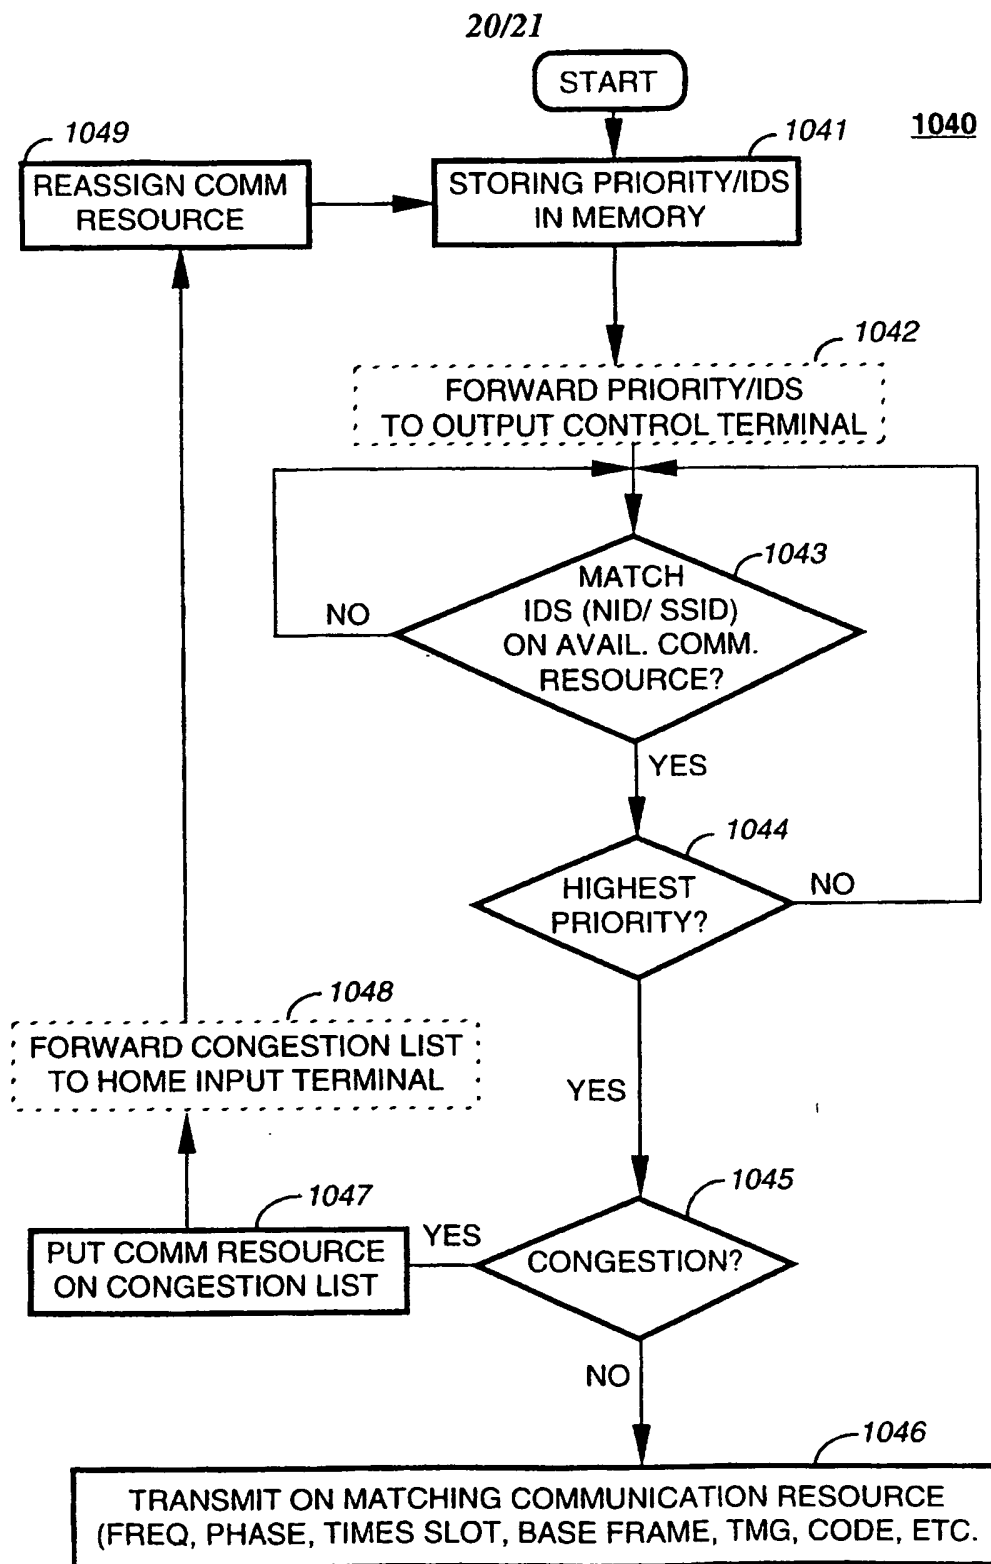 20/21
START
1040
1049
REASSIGN COMM
RESOURCE
1041
STORING PRIORITY/IDS
IN MEMORY
1042
FORWARD PRIORITY/IDS
TO OUTPUT CONTROL TERMINAL
1043
MATCH
IDS (NID/ SSID)
ON AVAIL. COMM.
RESOURCE?
NO
YES
1044
HIGHEST
PRIORITY?
NO
YES
1048
FORWARD CONGESTION LIST
TO HOME INPUT TERMINAL
1047
PUT COMM RESOURCE
ON CONGESTION LIST
YES
1045
CONGESTION?
NO
1046
TRANSMIT ON MATCHING COMMUNICATION RESOURCE
(FREQ, PHASE, TIMES SLOT, BASE FRAME, TMG, CODE, ETC.